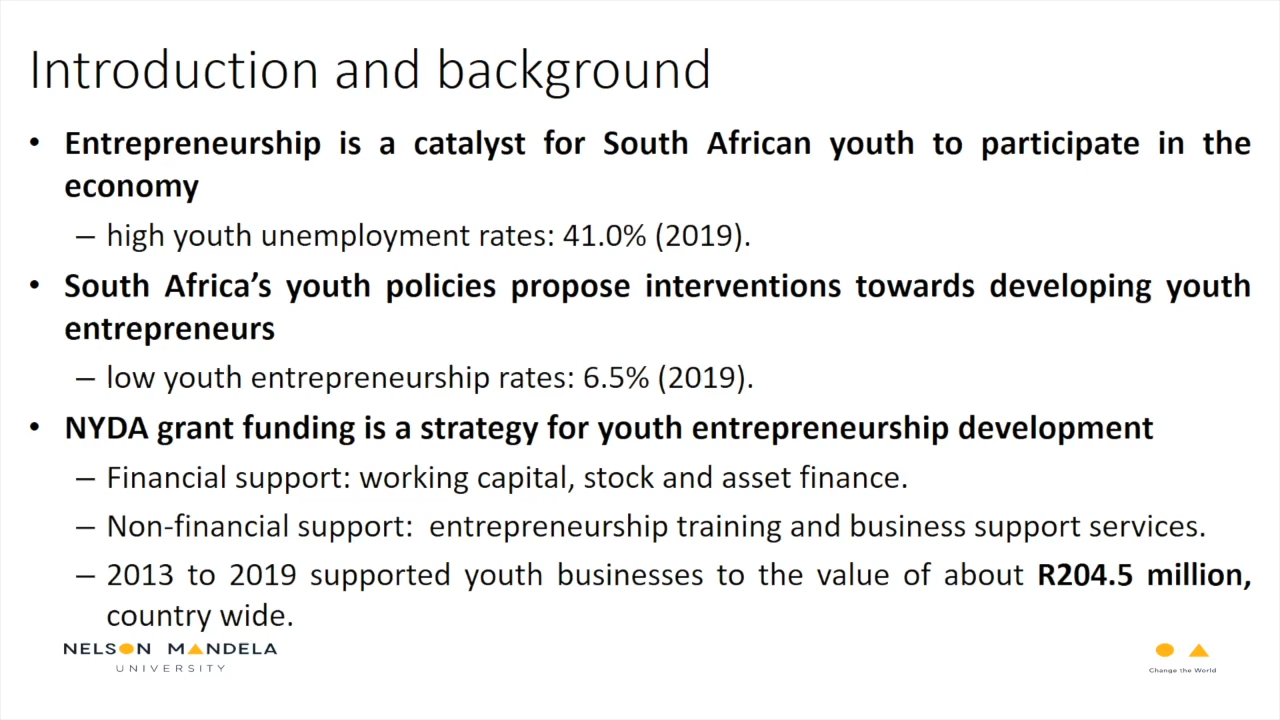 Introduction and background
• Entrepreneurship is a catalyst for South African youth to participate in the
economy
– high youth unemployment rates: 41.0% (2019).
• South Africa’s youth policies propose interventions towards developing youth
entrepreneurs
– low youth entrepreneurship rates: 6.5% (2019).
• NYDA grant funding is a strategy for youth entrepreneurship development
– Financial support: working capital, stock and asset finance.
– Non-financial support:  entrepreneurship training and business support services.
– 2013 to 2019 supported youth businesses to the value of about R204.5 million,
country wide.
NELSON MANDELA
UNIVERSITY
Change the World